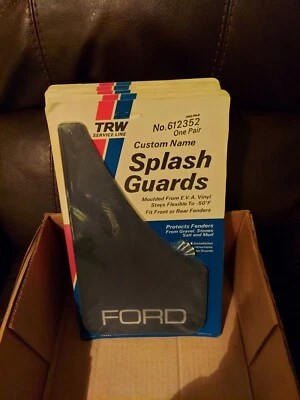 TRW
SERVICE LINE
No. 612352
One Pair
Custom Name
Splash
Guards
Moulded From E.V.A. Vinyl
Stays Flexible To -50°F
Fit Front or Rear Fenders
Protects Fenders
From Gravel, Stones
Salt and Mud
Installation
FORD